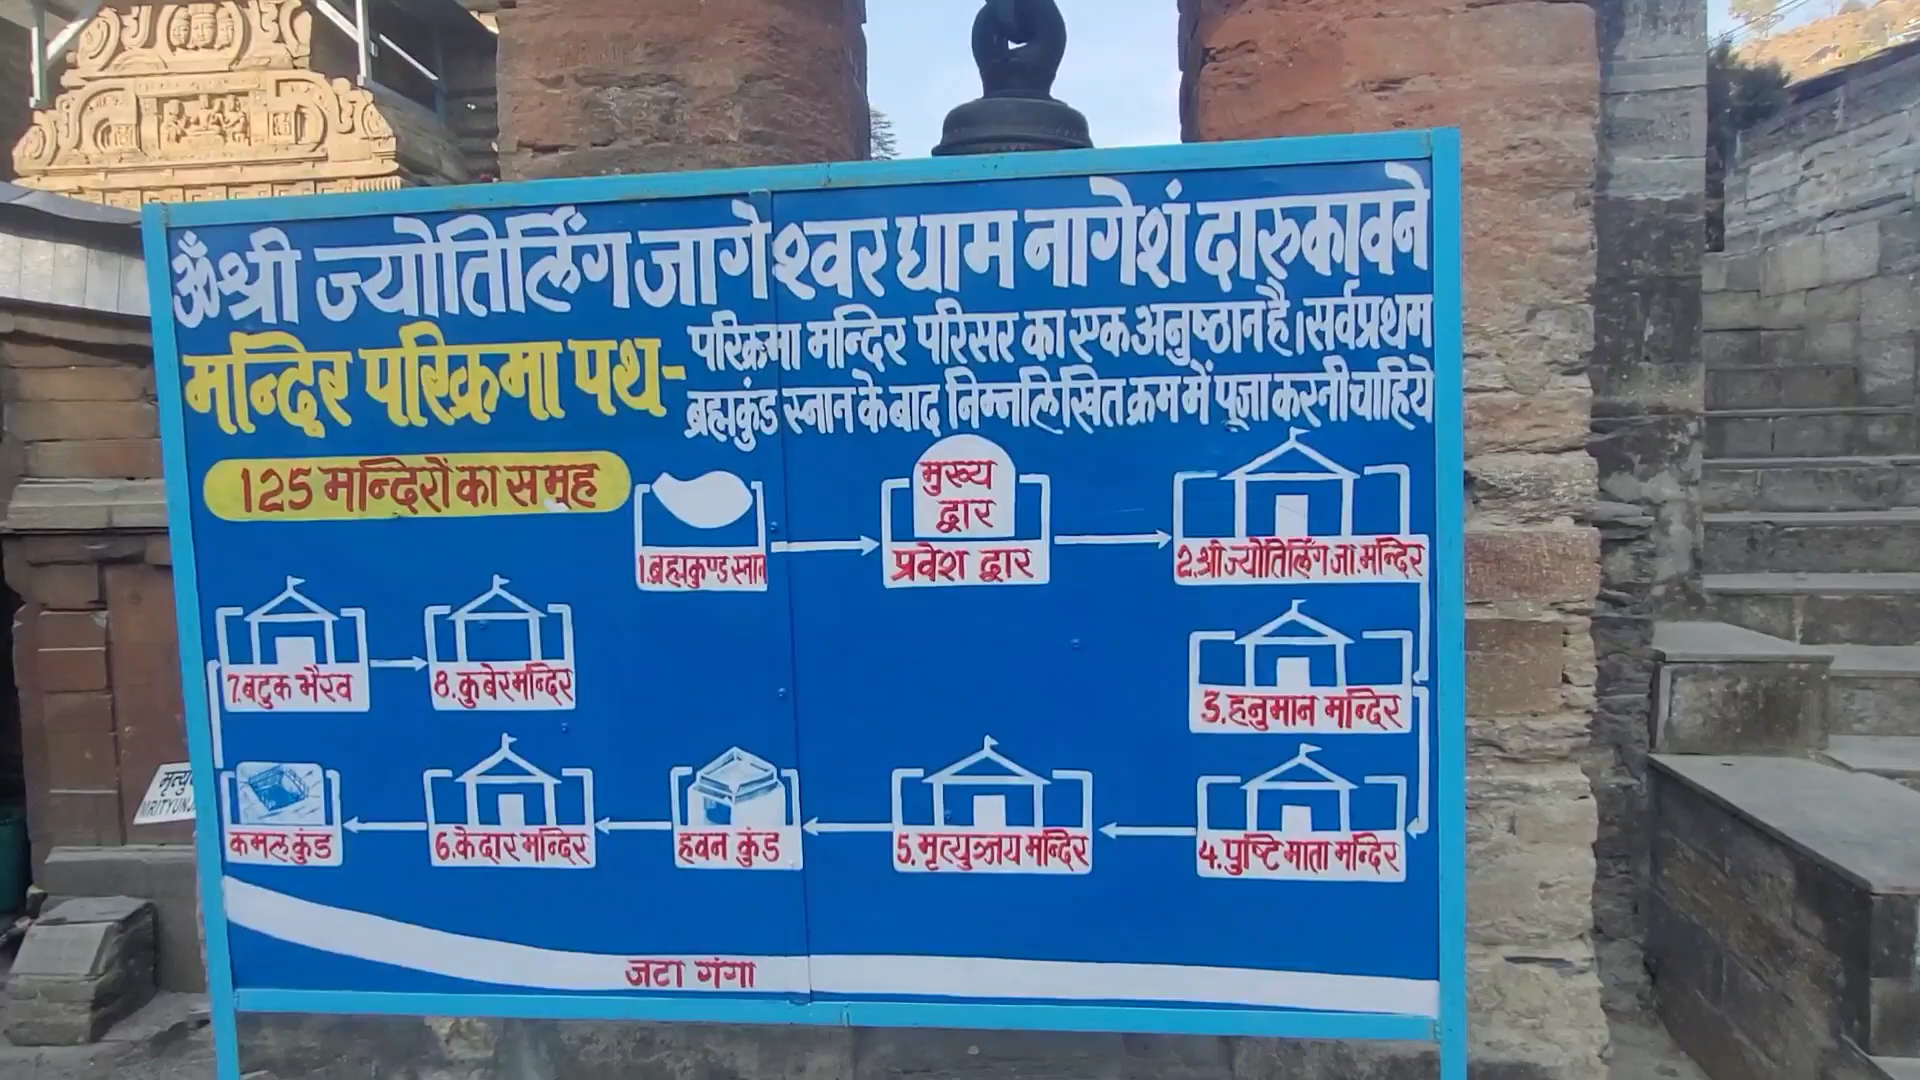 ॐ श्री ज्योतिर्लिंग जागेश्वर धाम नागेशं दारुकावने
मन्दिर परिक्रमा पथ-
परिक्रमा मन्दिर परिसर का एक अनुष्ठान है। सर्वप्रथम
ब्रह्मकुंड स्नान के बाद निम्नलिखित क्रम में पूजा करनी चाहिये
125 मन्दिरों का समूह
1.ब्रह्मकुण्ड स्नान
मुख्य
द्वार
प्रवेश द्वार
2.श्री ज्योतिर्लिंग जा.मन्दिर
3.हनुमान मन्दिर
4.पुष्टि माता मन्दिर
5.मृत्युञ्जय मन्दिर
हवन कुंड
6.केदार मन्दिर
कमल कुंड
7.बटुक भैरव
8.कुबेर मन्दिर
जटा गंगा